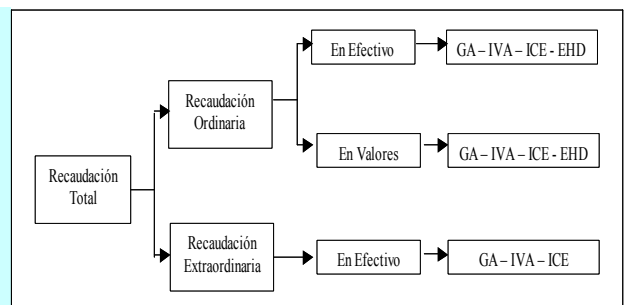 En Efectivo
GA – IVA – ICE - EHD
Recaudación
Ordinaria
En Valores
GA – IVA – ICE - EHD
Recaudación
Total
Recaudación
Extraordinaria
En Efectivo
GA – IVA – ICE